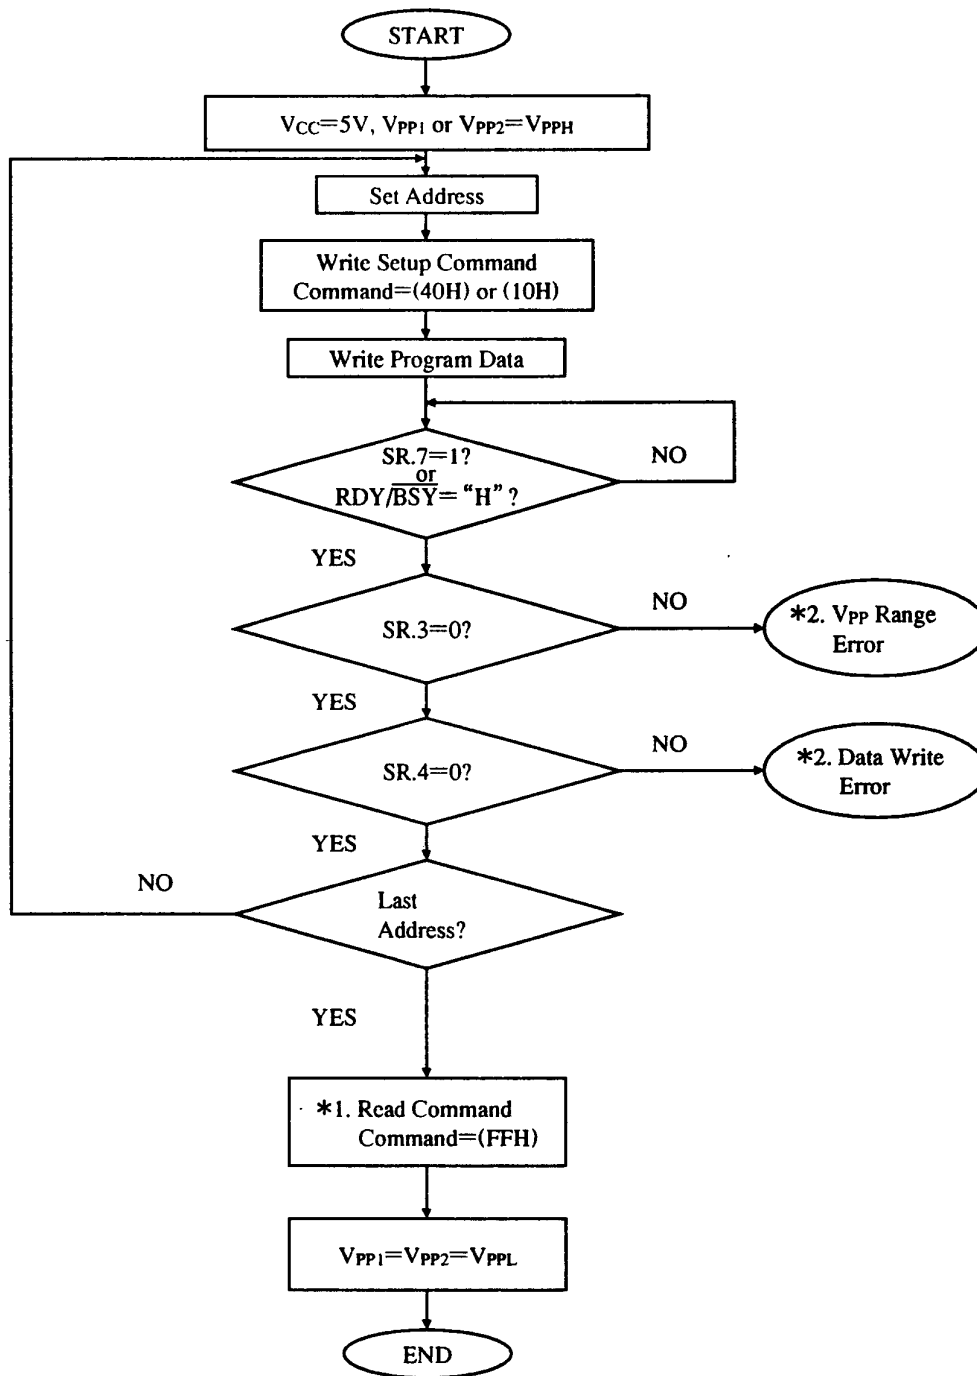 START
VCC=5V, VPP1 or VPP2=VPPH
Set Address
Write Setup Command
Command=(40H) or (10H)
Write Program Data
SR.7=1?
or
RDY/B̅S̅Y̅= “H” ?
NO
YES
SR.3=0?
NO
*2. VPP Range
Error
YES
SR.4=0?
NO
*2. Data Write
Error
YES
NO
Last
Address?
YES
*1. Read Command
Command=(FFH)
VPP1=VPP2=VPPL
END